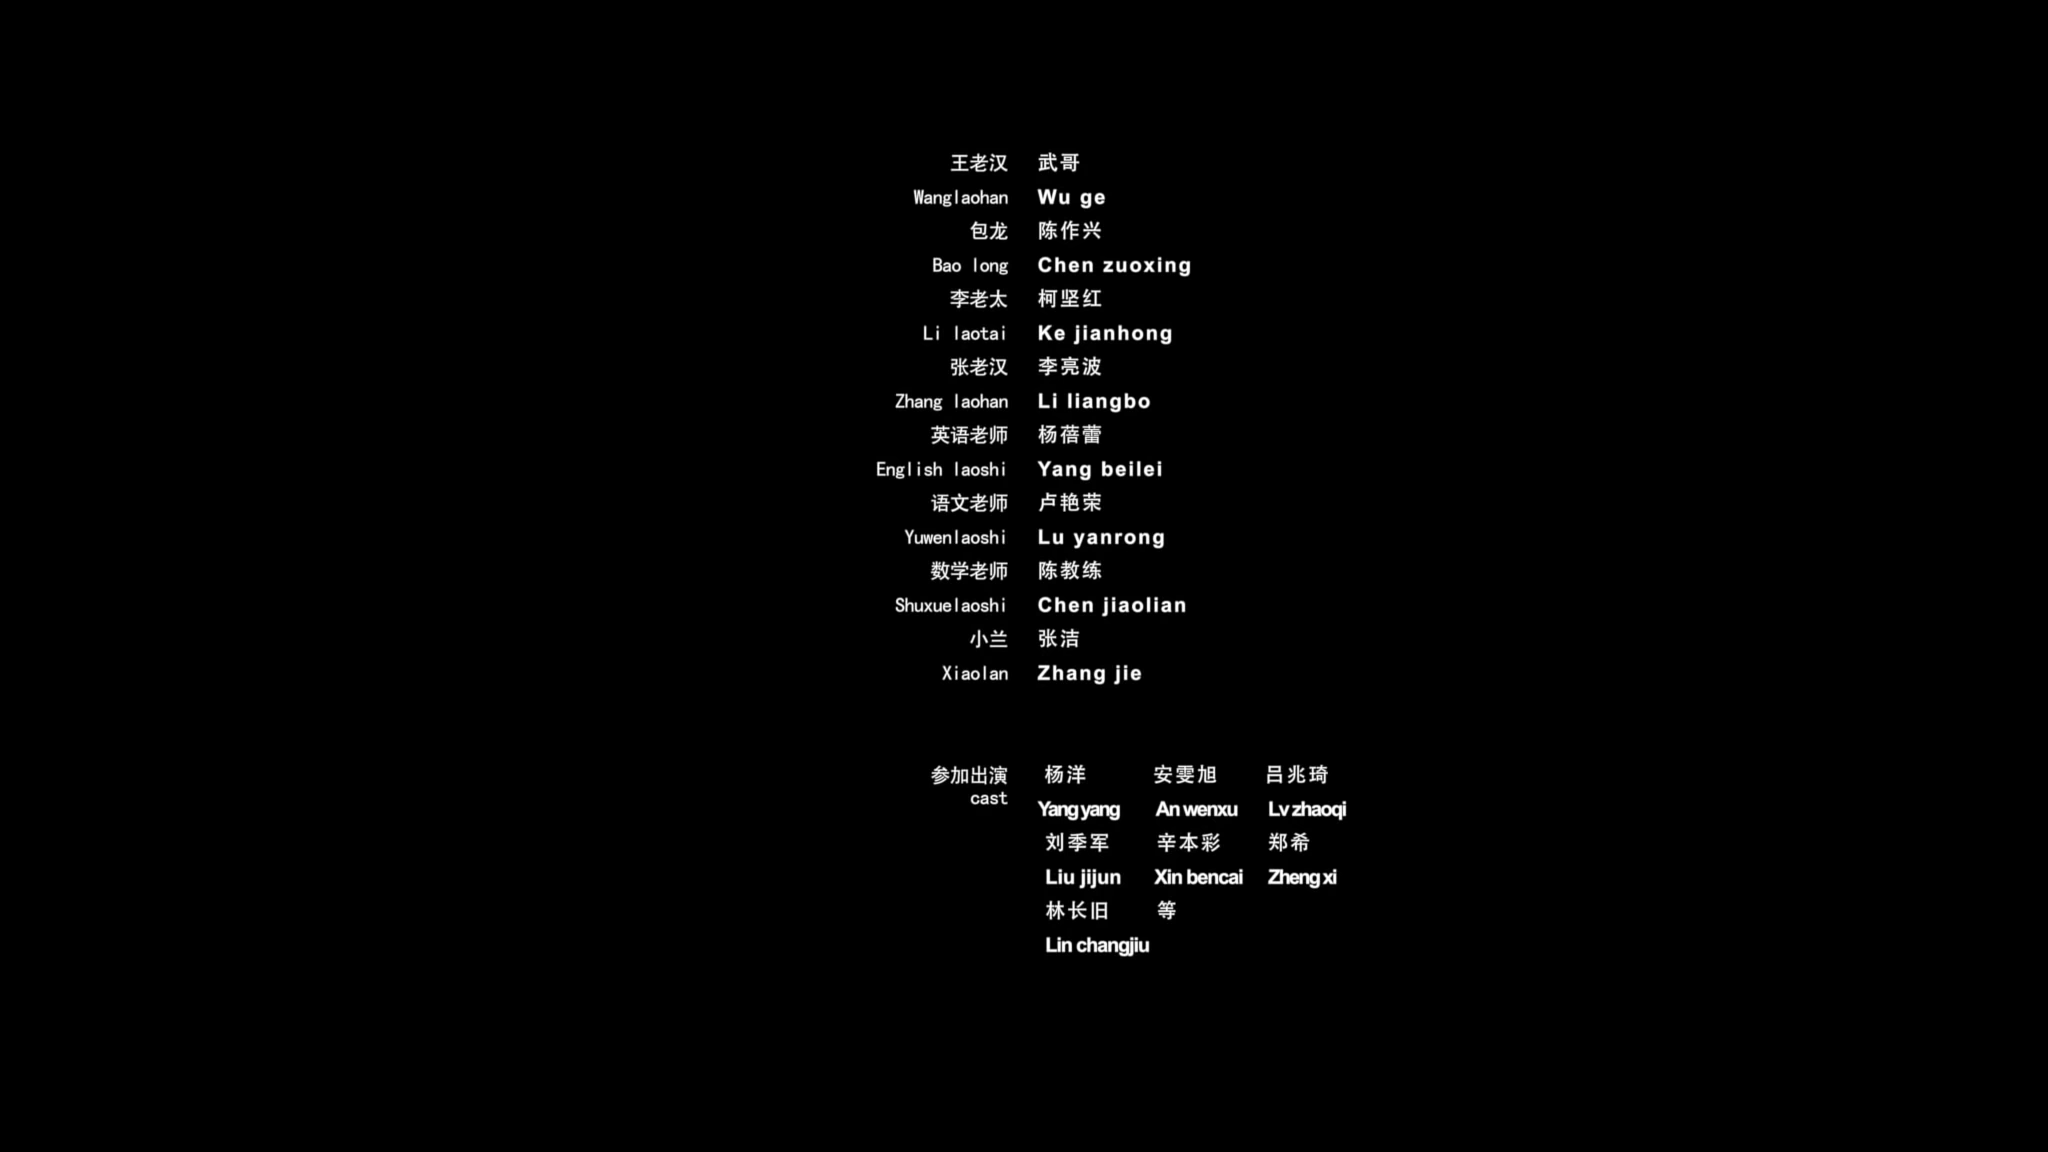 王老汉 武哥
Wanglaohan Wu ge
包龙 陈作兴
Bao long Chen zuoxing
李老太 柯坚红
Li laotai Ke jianhong
张老汉 李亮波
Zhang laohan Li liangbo
英语老师 杨蓓蕾
English laoshi Yang beilei
语文老师 卢艳荣
Yuwenlaoshi Lu yanrong
数学老师 陈教练
Shuxuelaoshi Chen jiaolian
小兰 张洁
Xiaolan Zhang jie
参加出演 杨洋 安雯旭 吕兆琦
cast Yang yang An wenxu Lv zhaoqi
刘季军 辛本彩 郑希
Liu jijun Xin bencai Zheng xi
林长旧 等
Lin changjiu